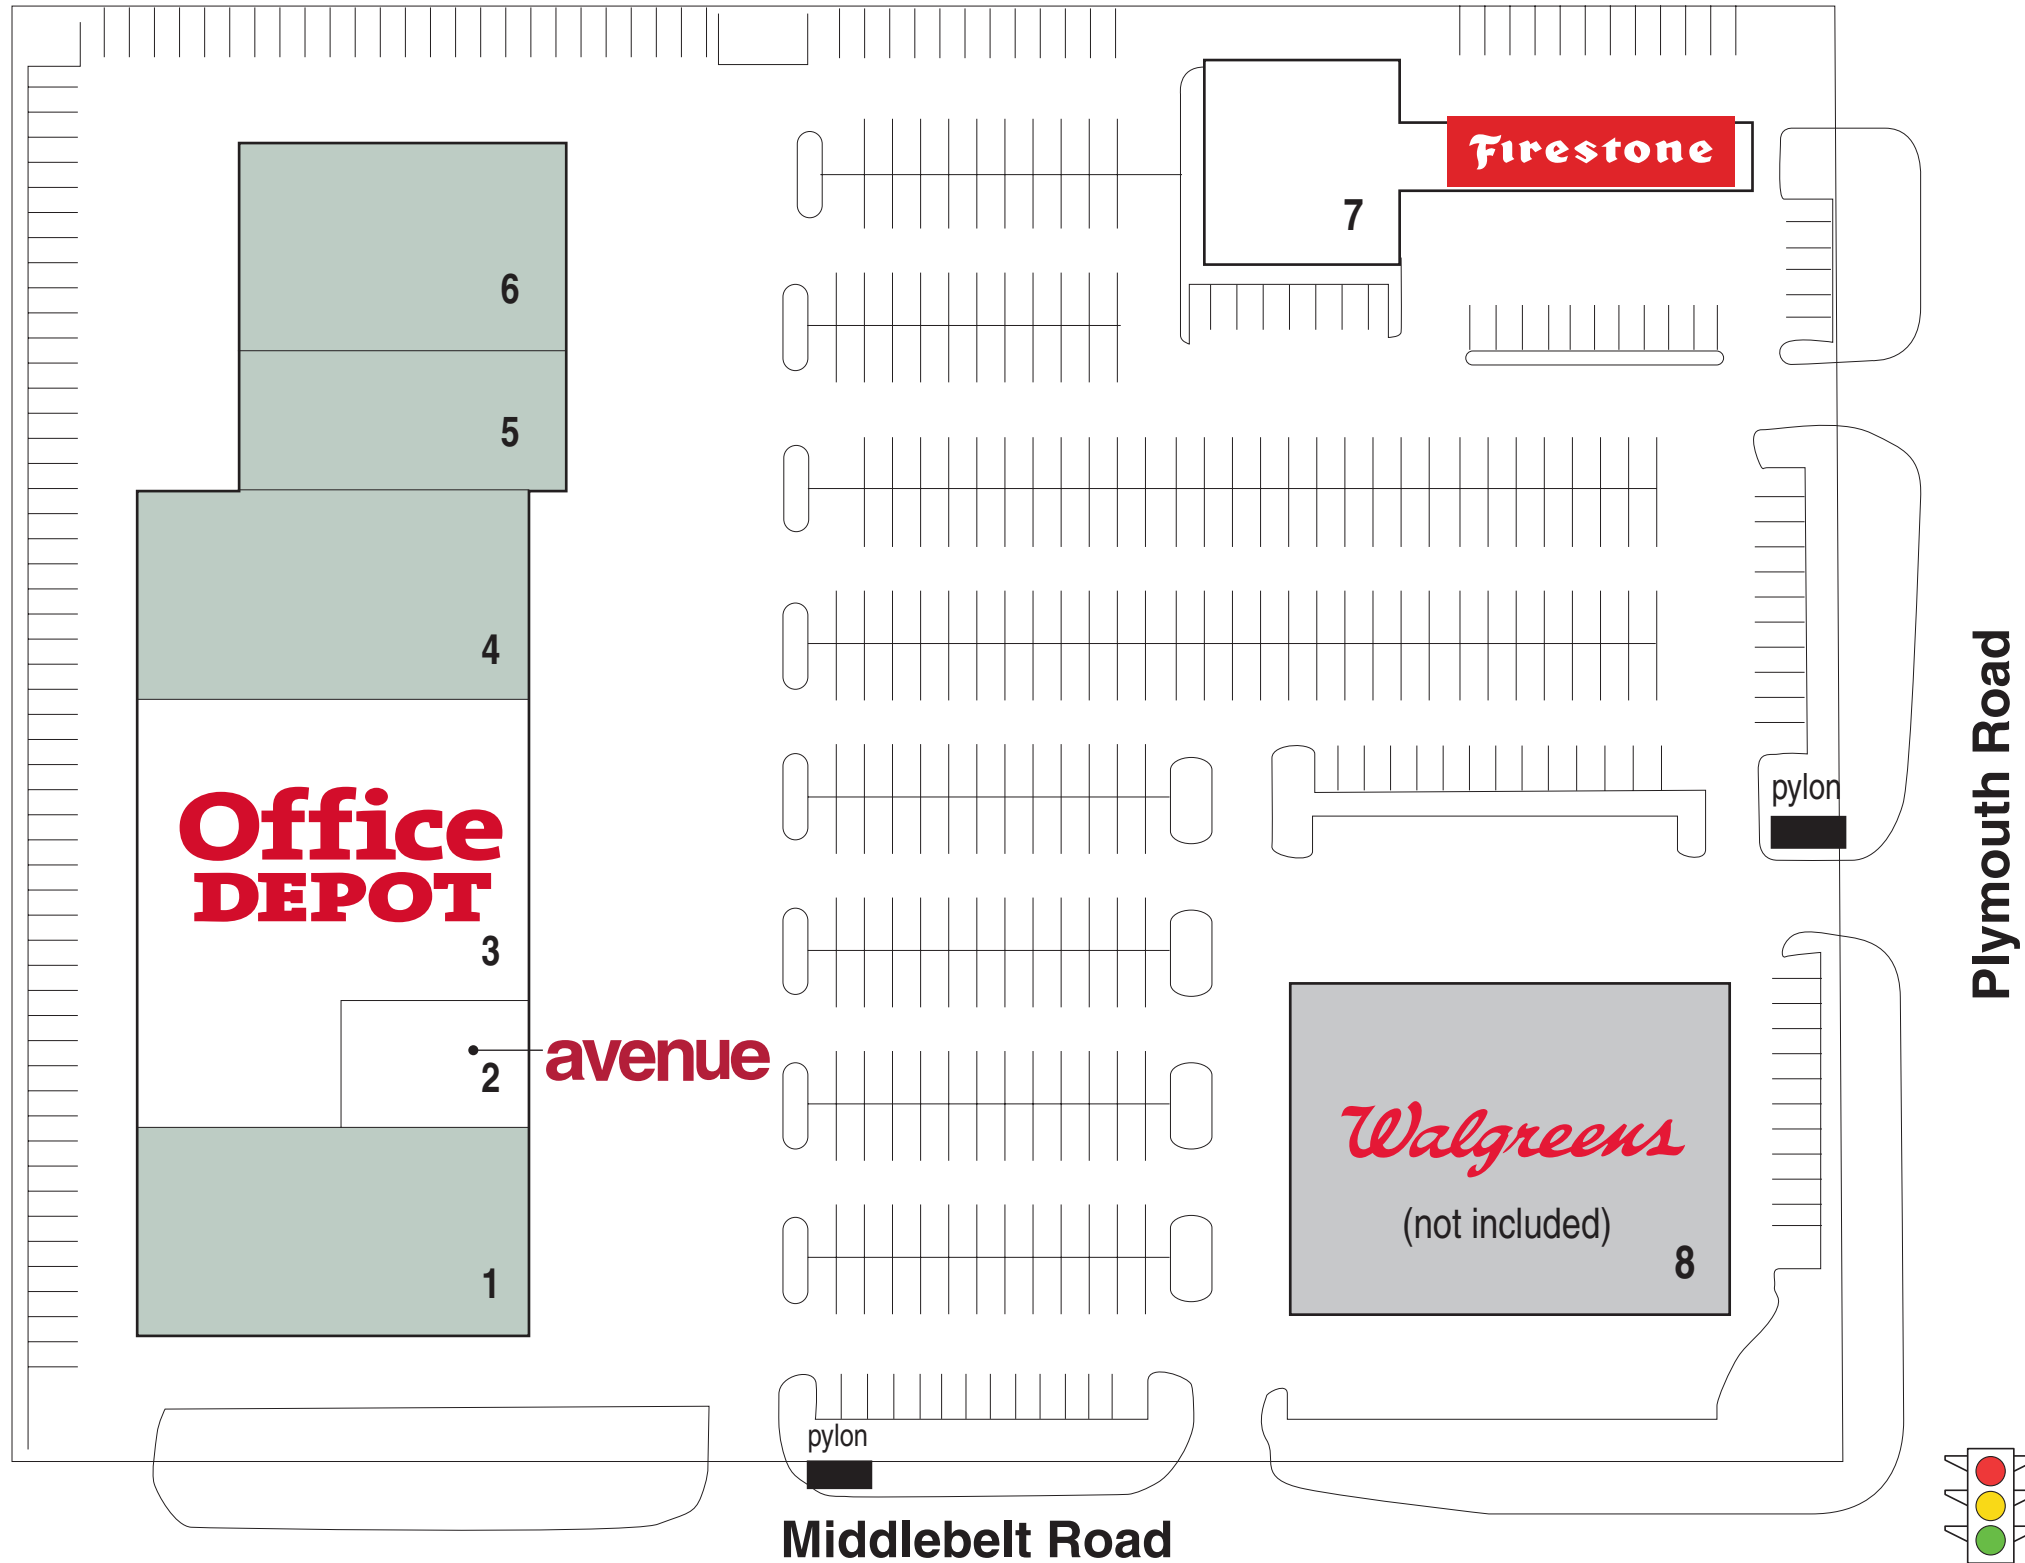 Firestone
7
6
5
4
Office
DEPOT
3
avenue
2
1
Walgreens
(not included)
8
pylon
Plymouth Road
pylon
Middlebelt Road